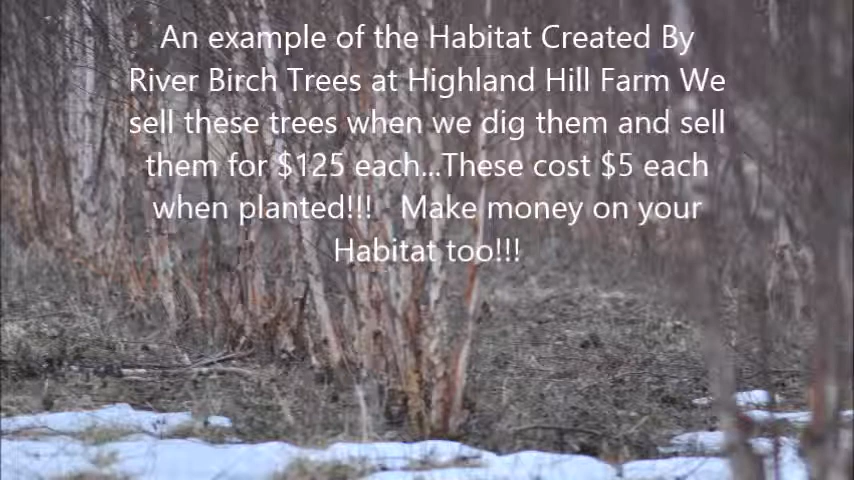 An example of the Habitat Created By
River Birch Trees at Highland Hill Farm We
sell these trees when we dig them and sell
them for $125 each...These cost $5 each
when planted!!!   Make money on your
Habitat too!!!